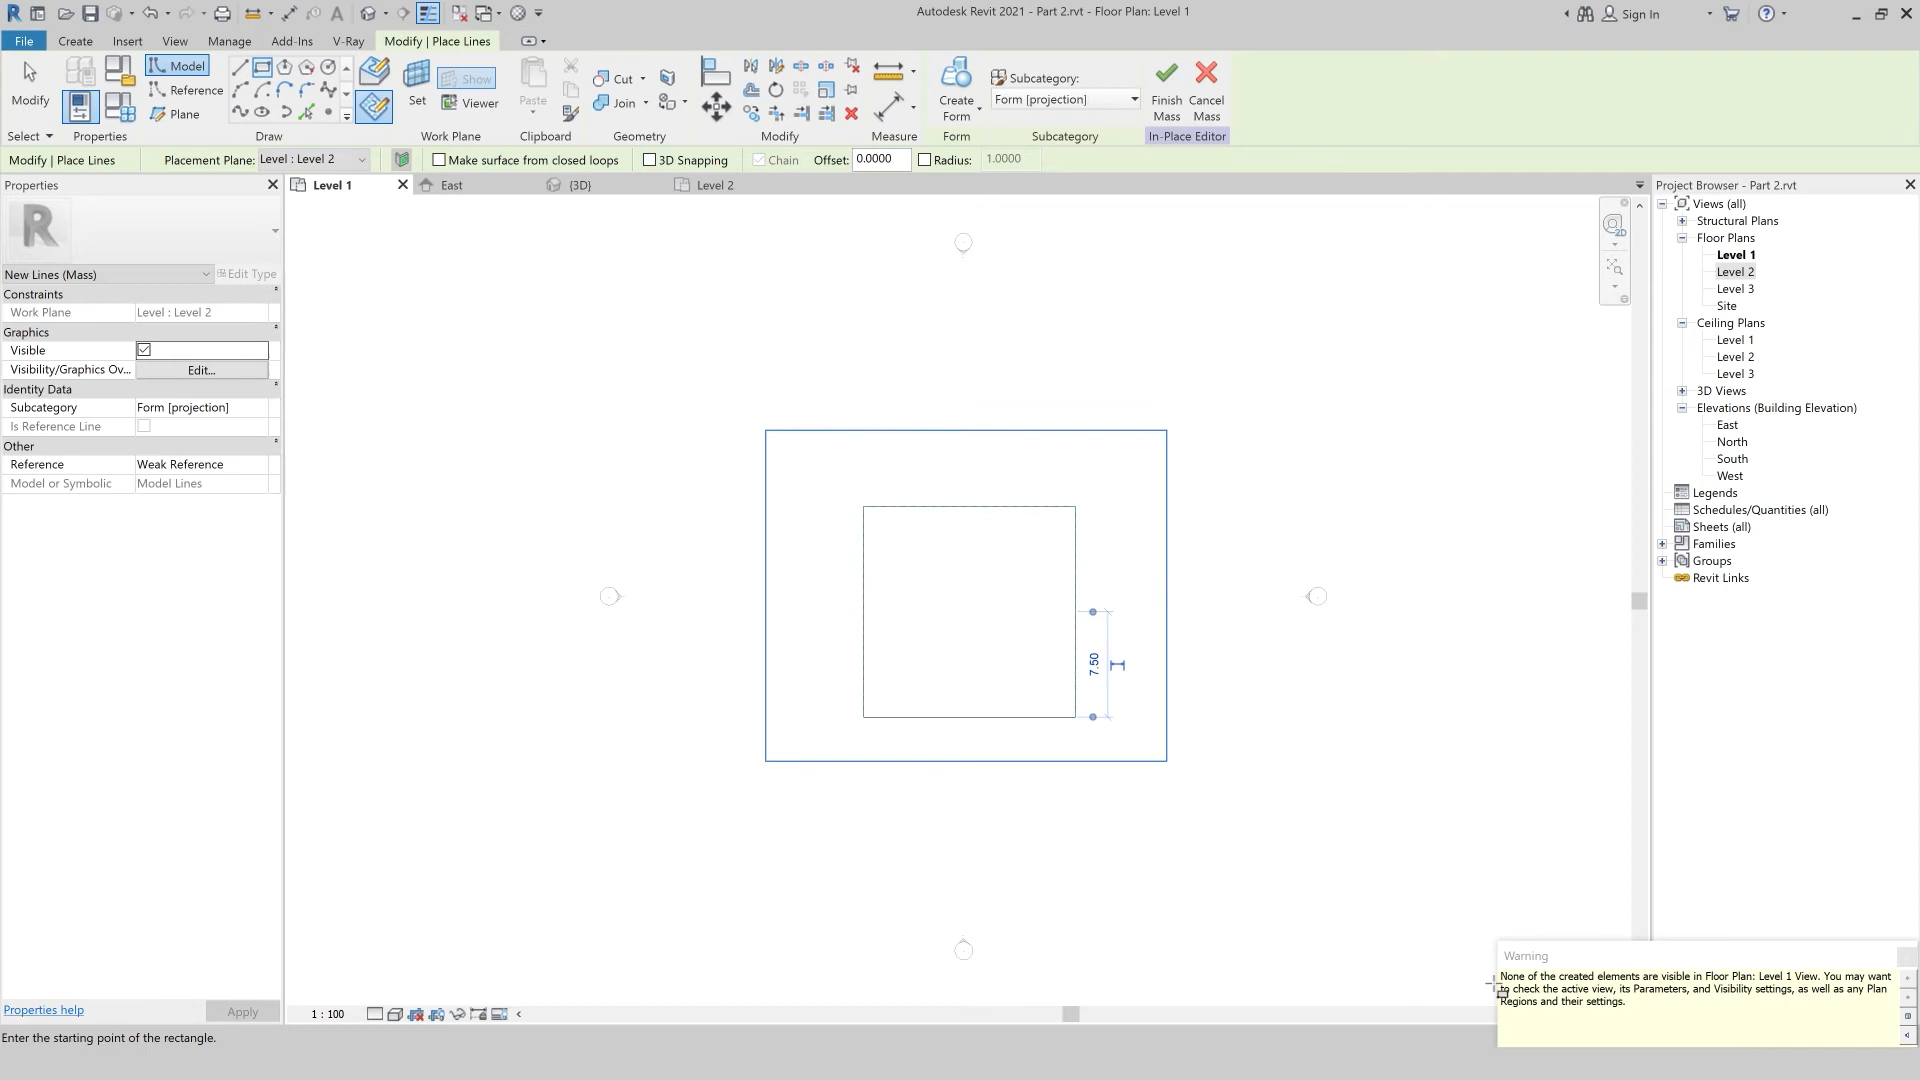 Autodesk Revit 2021 - Part 2.rvt - Floor Plan: Level 1
Sign In
File
Create
Insert
View
Manage
Add-Ins
V-Ray
Modify | Place Lines
Modify
Model
Reference
Plane
Set
Show
Viewer
Paste
Cut
Join
Create
Form
Subcategory:
Form [projection]
Finish
Mass
Cancel
Mass
Select
Properties
Draw
Work Plane
Clipboard
Geometry
Modify
Measure
Form
Subcategory
In-Place Editor
Modify | Place Lines
Placement Plane: Level : Level 2
Make surface from closed loops
3D Snapping
Chain
Offset: 0.0000
Radius: 1.0000
Properties
Level 1
East
{3D}
Level 2
Project Browser - Part 2.rvt
R
New Lines (Mass)
Edit Type
Constraints
Work Plane Level : Level 2
Graphics
Visible
Visibility/Graphics Ov... Edit...
Identity Data
Subcategory Form [projection]
Is Reference Line
Other
Reference Weak Reference
Model or Symbolic Model Lines
2D
7.50
Views (all)
Structural Plans
Floor Plans
Level 1
Level 2
Level 3
Site
Ceiling Plans
Level 1
Level 2
Level 3
3D Views
Elevations (Building Elevation)
East
North
South
West
Legends
Schedules/Quantities (all)
Sheets (all)
Families
Groups
Revit Links
Warning
None of the created elements are visible in Floor Plan: Level 1 View. You may want
to check the active view, its Parameters, and Visibility settings, as well as any Plan
Regions and their settings.
Properties help
Apply
1 : 100
Enter the starting point of the rectangle.